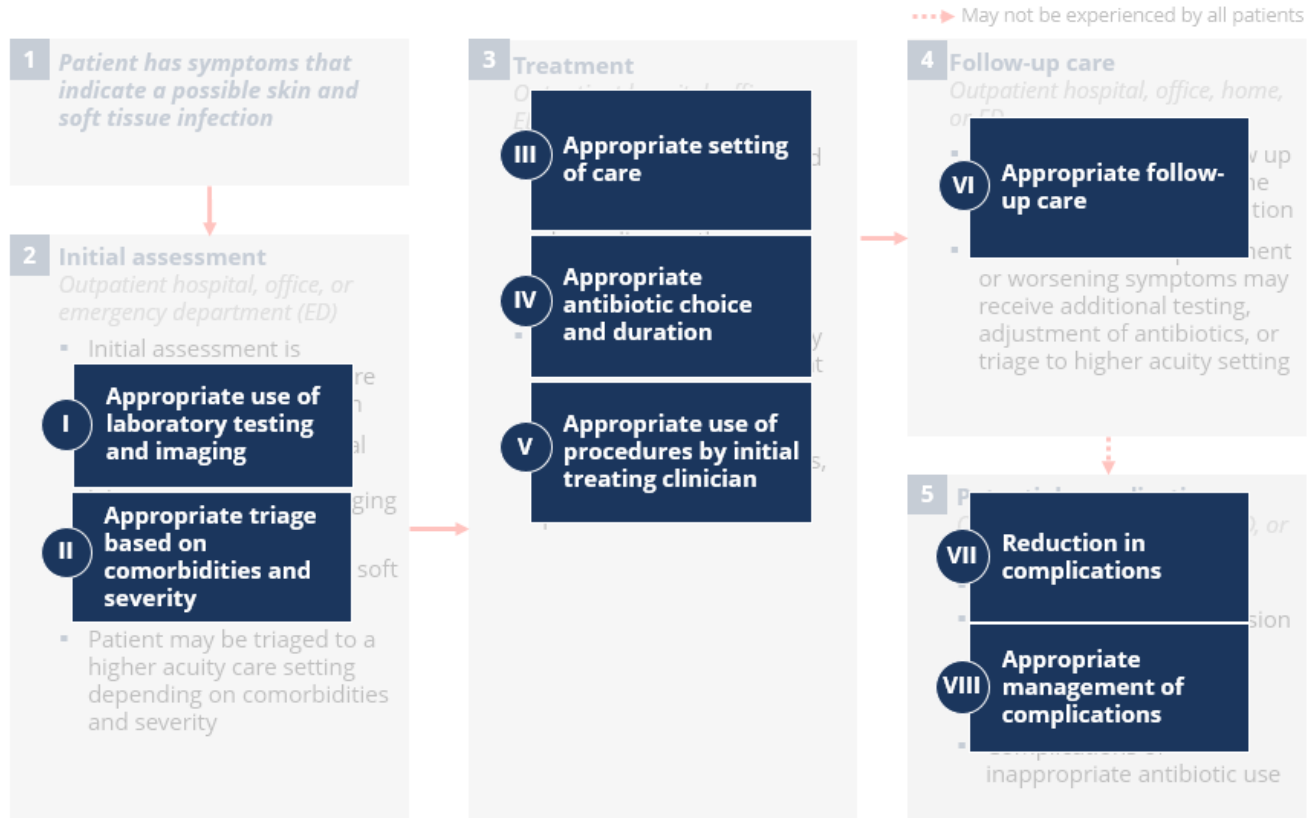 May not be experienced by all patients
1
Patient has symptoms that
indicate a possible skin and
soft tissue infection
2
Initial assessment
Outpatient hospital, office, or
emergency department (ED)
▪ Initial assessment is
I
Appropriate use of
laboratory testing
and imaging
II
Appropriate triage
based on
comorbidities and
severity
soft
▪ Patient may be triaged to a
higher acuity care setting
depending on comorbidities
and severity
3
Treatment
III
Appropriate setting
of care
IV
Appropriate
antibiotic choice
and duration
V
Appropriate use of
procedures by initial
treating clinician
4
Follow-up care
Outpatient hospital, office, home,
or ED
VI
Appropriate follow-
up care
up
or worsening symptoms may
receive additional testing,
adjustment of antibiotics, or
triage to higher acuity setting
5
or
VII
Reduction in
complications
VIII
Appropriate
management of
complications
inappropriate antibiotic use